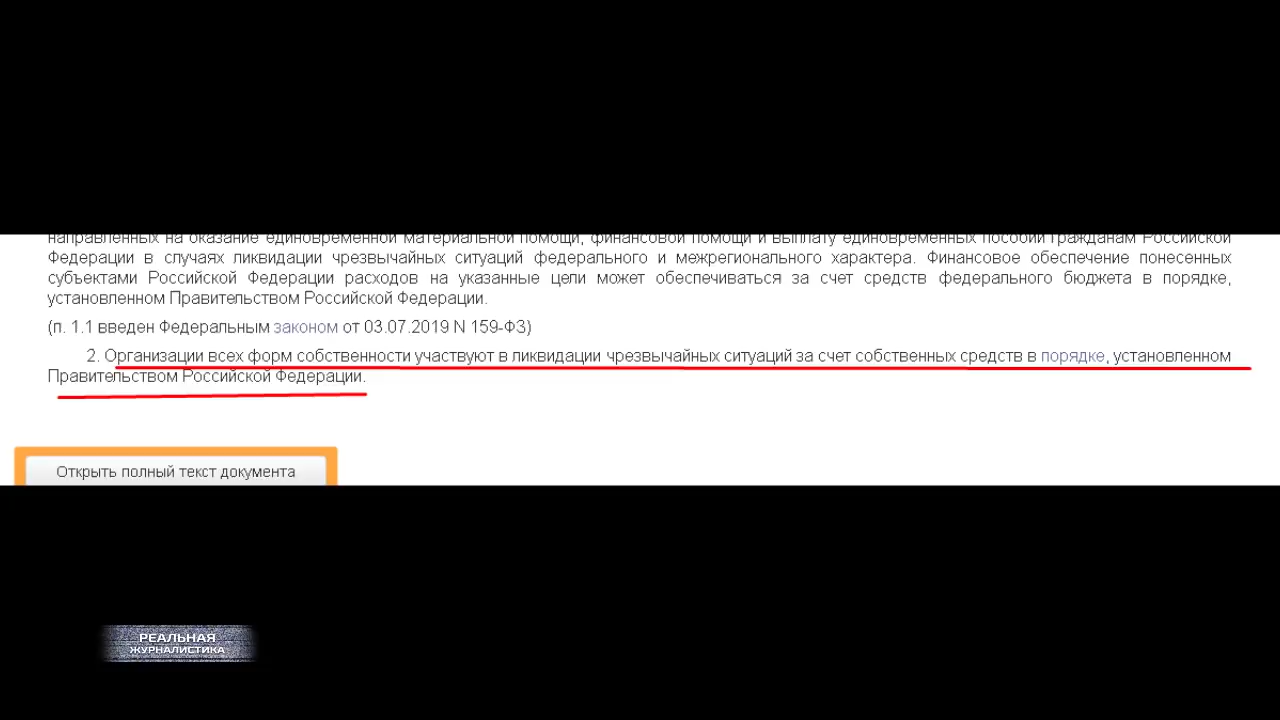 направленных на оказание единовременной материальной помощи, финансовой помощи и выплату единовременных пособий гражданам Российской
Федерации в случаях ликвидации чрезвычайных ситуаций федерального и межрегионального характера. Финансовое обеспечение понесенных
субъектами Российской Федерации расходов на указанные цели может обеспечиваться за счет средств федерального бюджета в порядке,
установленном Правительством Российской Федерации.
(п. 1.1 введен Федеральным законом от 03.07.2019 N 159-ФЗ)
2. Организации всех форм собственности участвуют в ликвидации чрезвычайных ситуаций за счет собственных средств в порядке, установленном
Правительством Российской Федерации.
Открыть полный текст документа
РЕАЛЬНАЯ
ЖУРНАЛИСТИКА